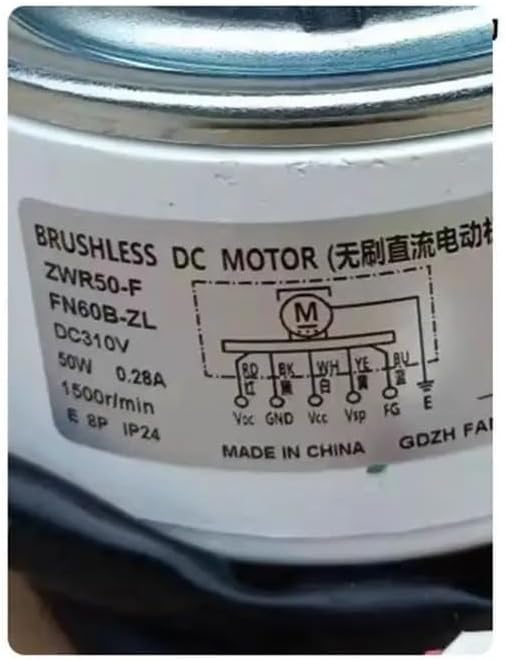 BRUSHLESS DC MOTOR (无刷直流电动机
ZWR50-F
FN60B-ZL
DC310V
50W 0.28A
1500r/min
E 8P IP24
M
RD BK WH YE BU
红 黑 白 黄 蓝
Vdc GND Vcc Vsp FG E
MADE IN CHINA GDZH FAN